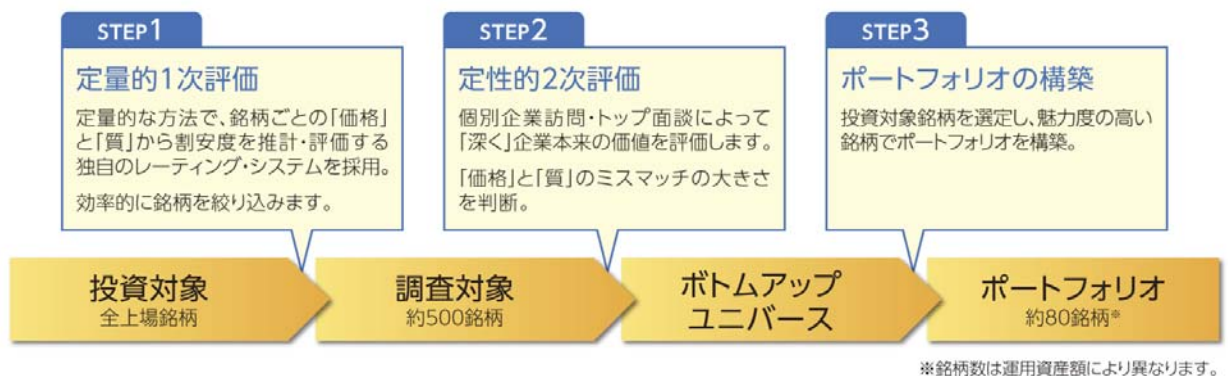 STEP1
定量的1次評価
定量的な方法で、銘柄ごとの「価格」
と「質」から割安度を推計・評価する
独自のレーティング・システムを採用。
効率的に銘柄を絞り込みます。
STEP2
定性的2次評価
個別企業訪問・トップ面談によって
「深く」企業本来の価値を評価します。
「価格」と「質」のミスマッチの大きさ
を判断。
STEP3
ポートフォリオの構築
投資対象銘柄を選定し、魅力度の高い
銘柄でポートフォリオを構築。
投資対象
全上場銘柄
調査対象
約500銘柄
ボトムアップ
ユニバース
ポートフォリオ
約80銘柄※
※銘柄数は運用資産額により異なります。